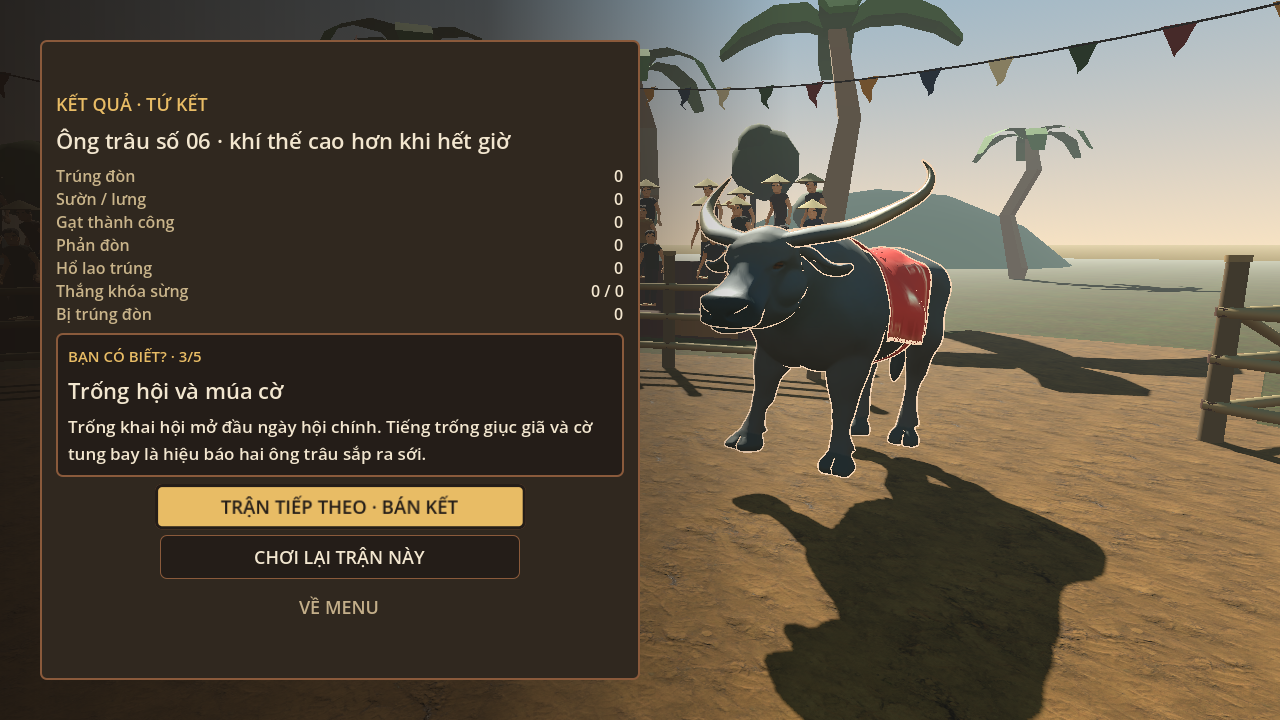 KẾT QUẢ · TỨ KẾT
Ông trâu số 06 · khí thế cao hơn khi hết giờ
Trúng đòn 0
Sườn / lưng 0
Gạt thành công 0
Phản đòn 0
Hổ lao trúng 0
Thắng khóa sừng 0 / 0
Bị trúng đòn 0
BẠN CÓ BIẾT? · 3/5
Trống hội và múa cờ
Trống khai hội mở đầu ngày hội chính. Tiếng trống giục giã và cờ
tung bay là hiệu báo hai ông trâu sắp ra sới.
TRẬN TIẾP THEO · BÁN KẾT
CHƠI LẠI TRẬN NÀY
VỀ MENU